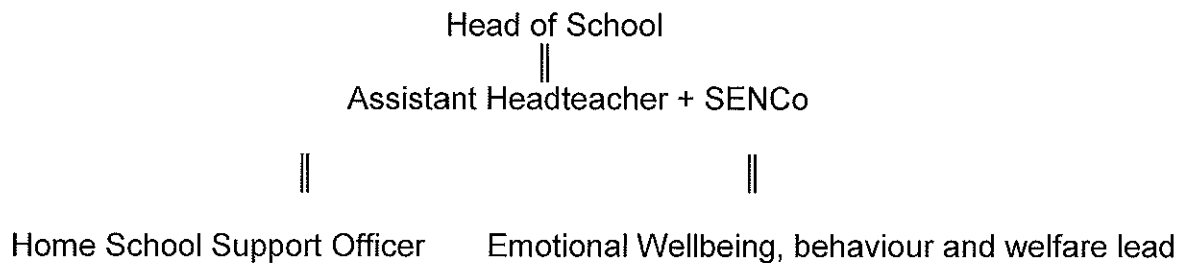 Head of School
Assistant Headteacher + SENCo
Home School Support Officer Emotional Wellbeing, behaviour and welfare lead